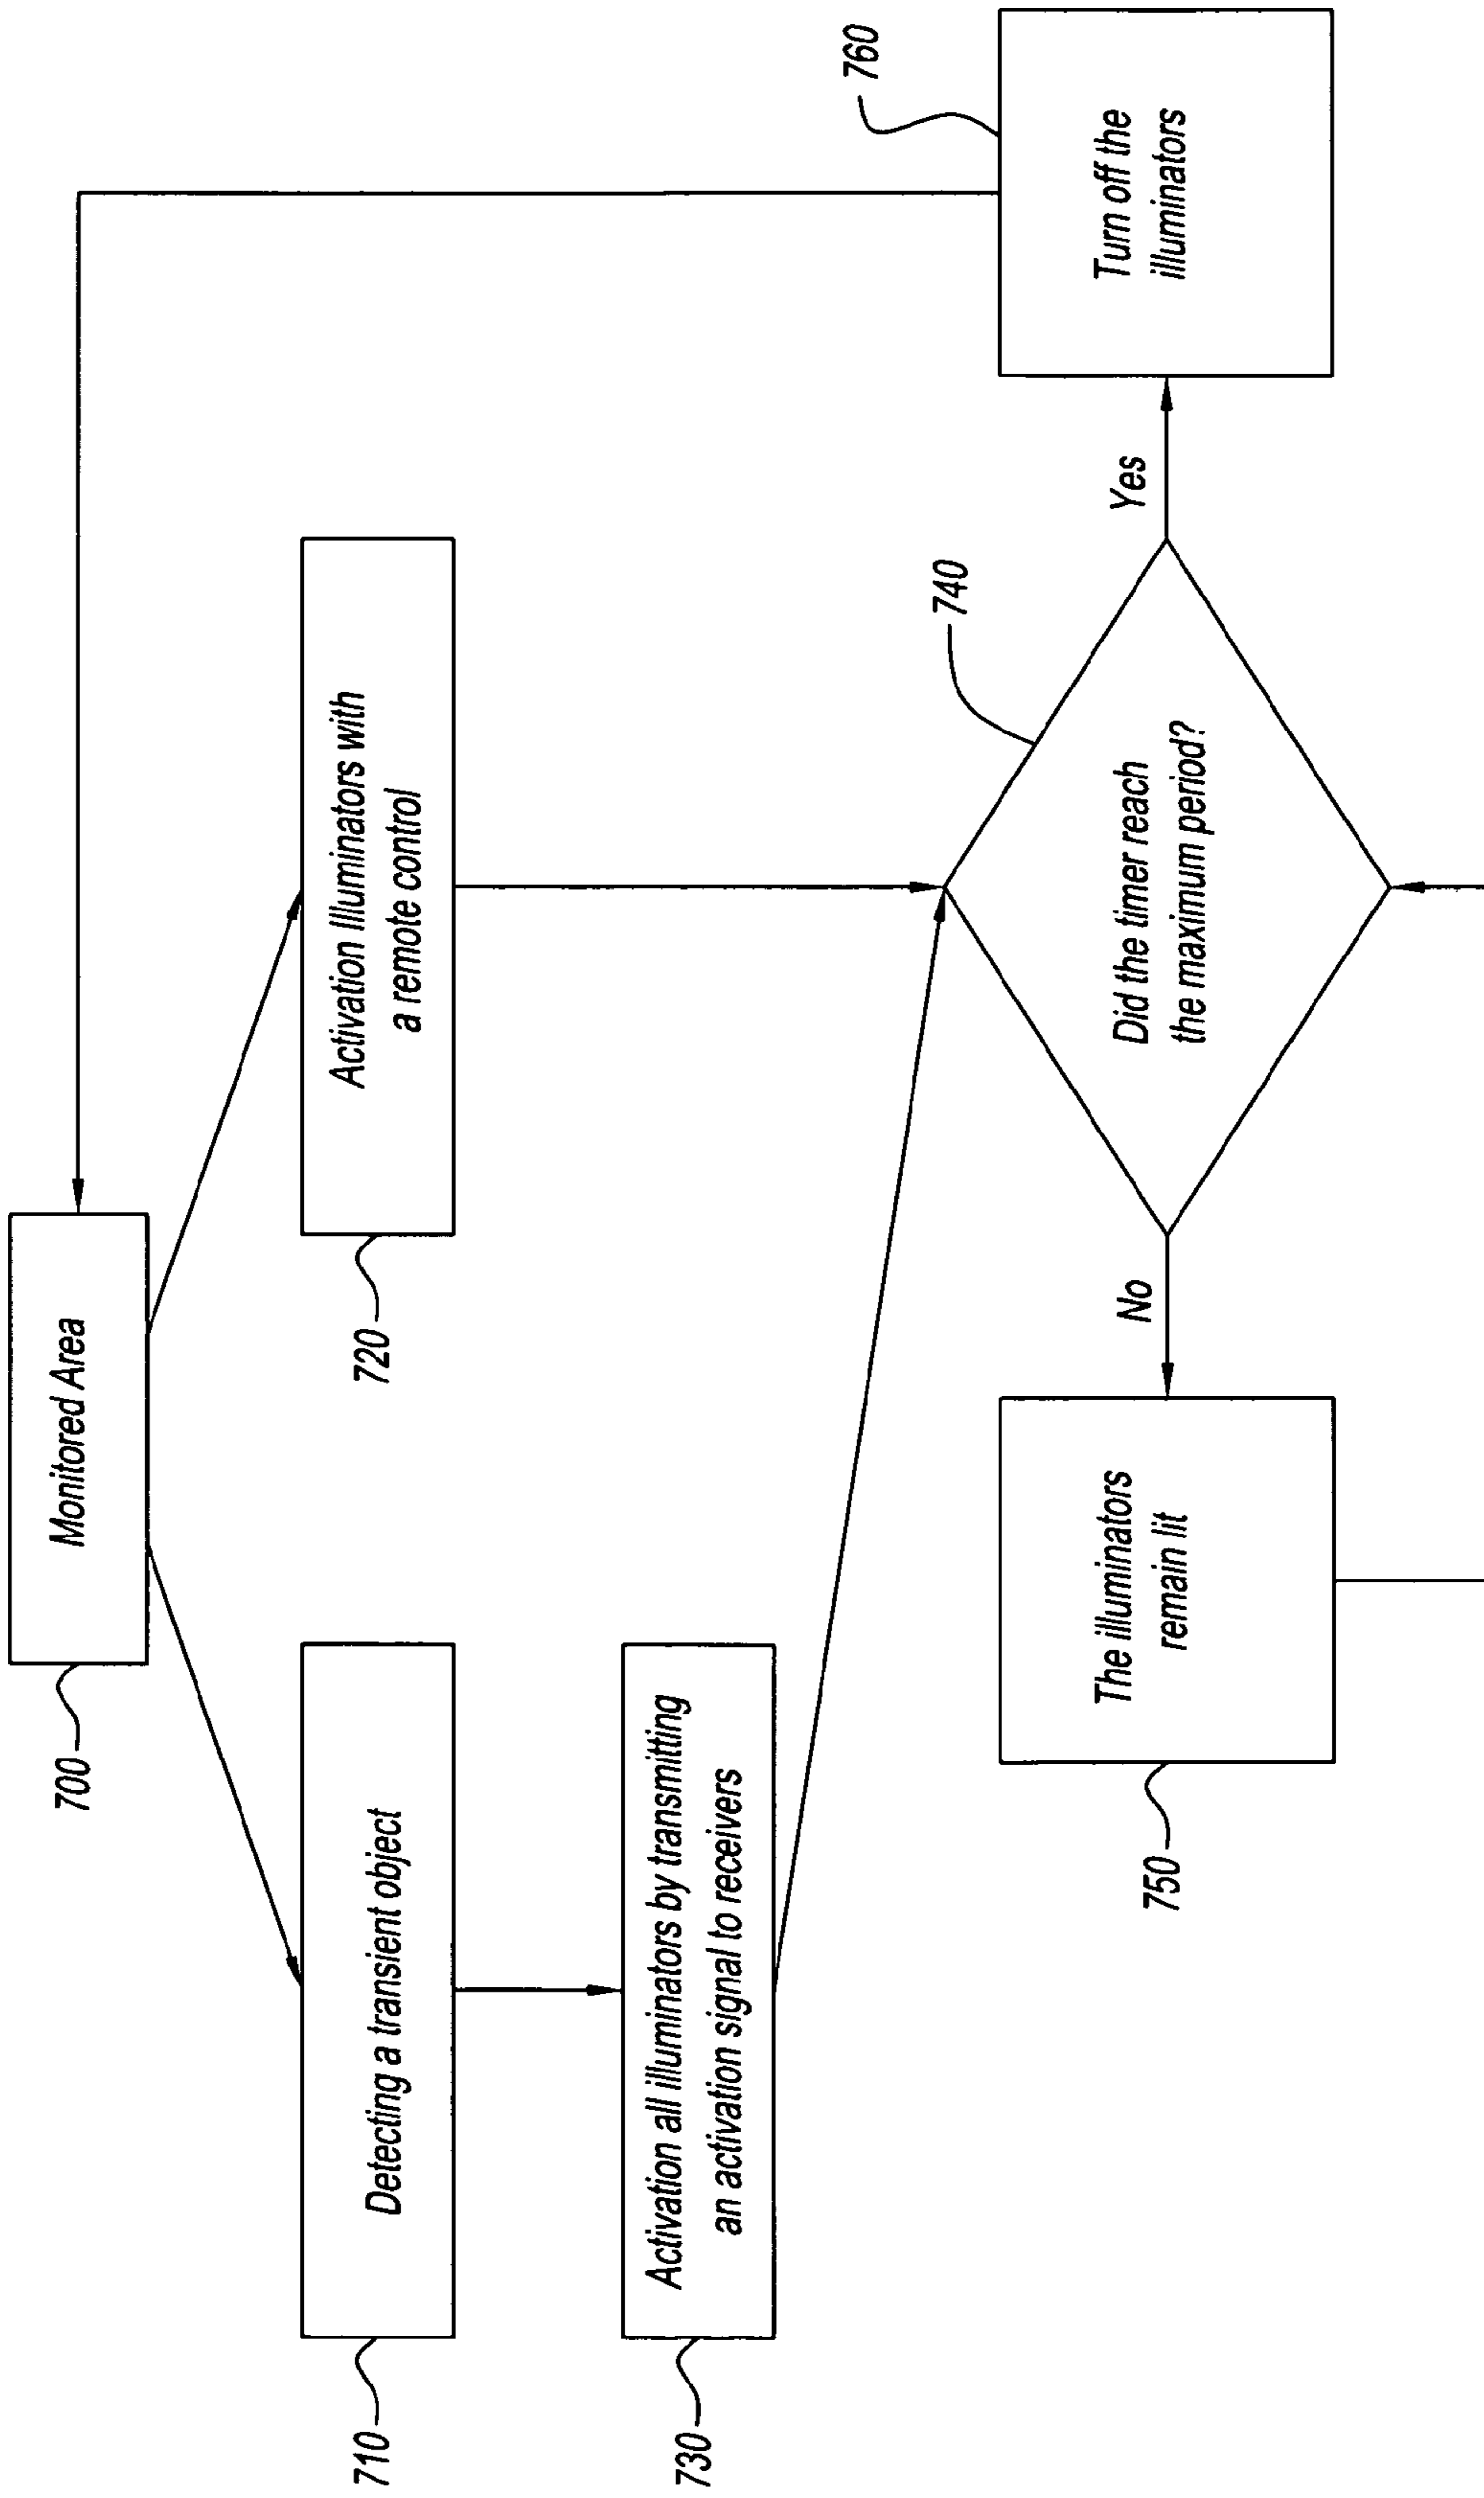 700
Monitored Area
710
Detecting a transient object
720
Activation Illuminators with
a remote control
730
Activation all illuminators by transmitting
an activation signal to receivers
740
Did the timer reach
the maximum period?
No
Yes
750
The illuminators
remain lit
760
Turn off the
illuminators